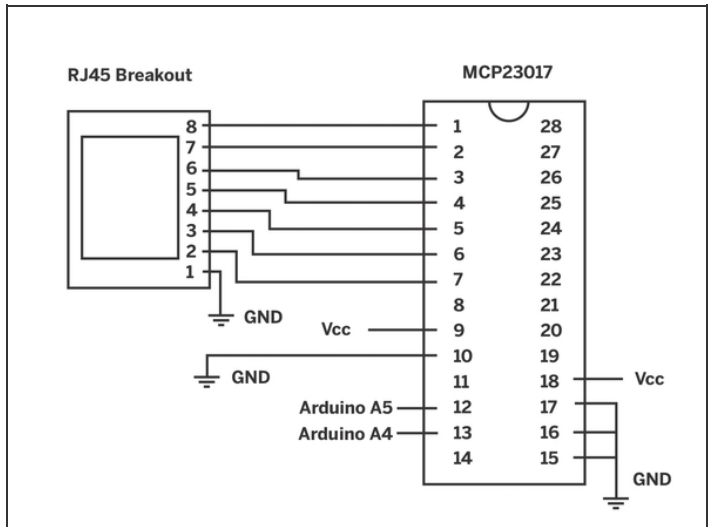 RJ45 Breakout
MCP23017
8
7
6
5
4
3
2
1
GND
Vcc
GND
Arduino A5
Arduino A4
1 28
2 27
3 26
4 25
5 24
6 23
7 22
8 21
9 20
10 19
11 18
12 17
13 16
14 15
Vcc
GND